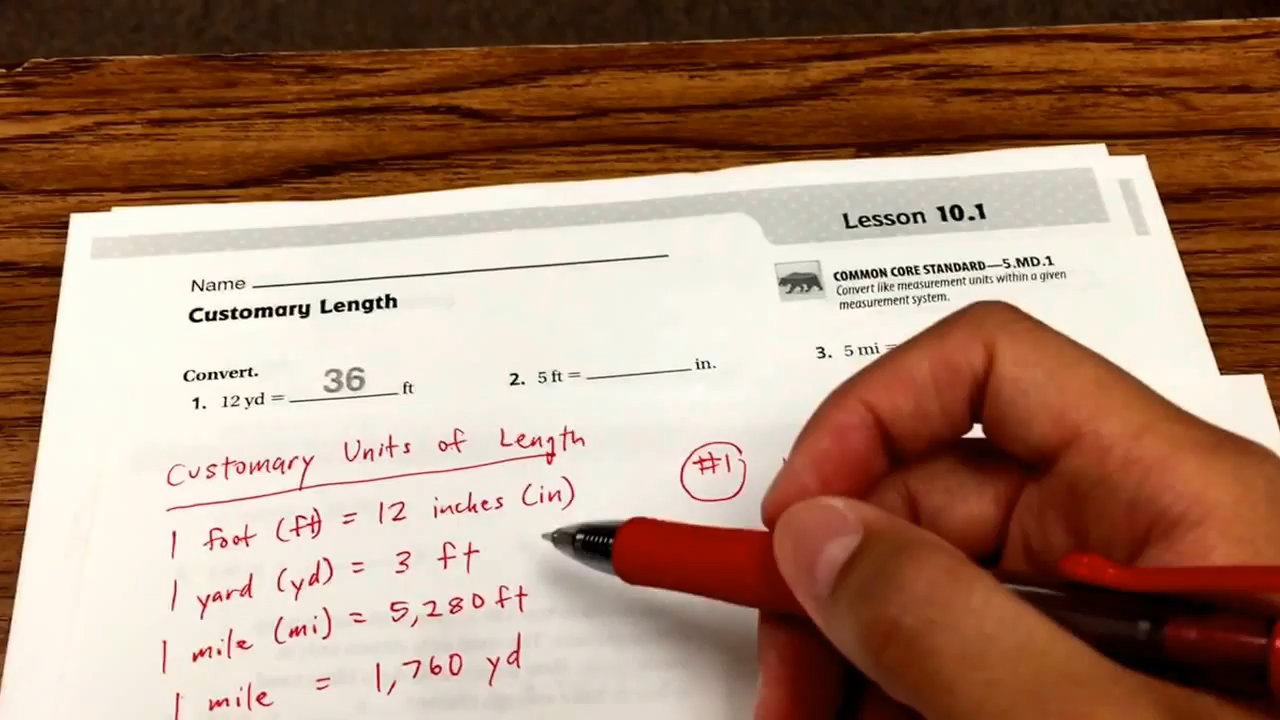 Lesson 10.1
Name
COMMON CORE STANDARD—5.MD.1
Convert like measurement units within a given
measurement system.
Customary Length
Convert.
1. 12 yd = 36 ft
2. 5 ft = in.
3. 5 mi =
Customary Units of Length
1 foot (ft) = 12 inches (in)
1 yard (yd) = 3 ft
1 mile (mi) = 5,280 ft
1 mile = 1,760 yd
#1